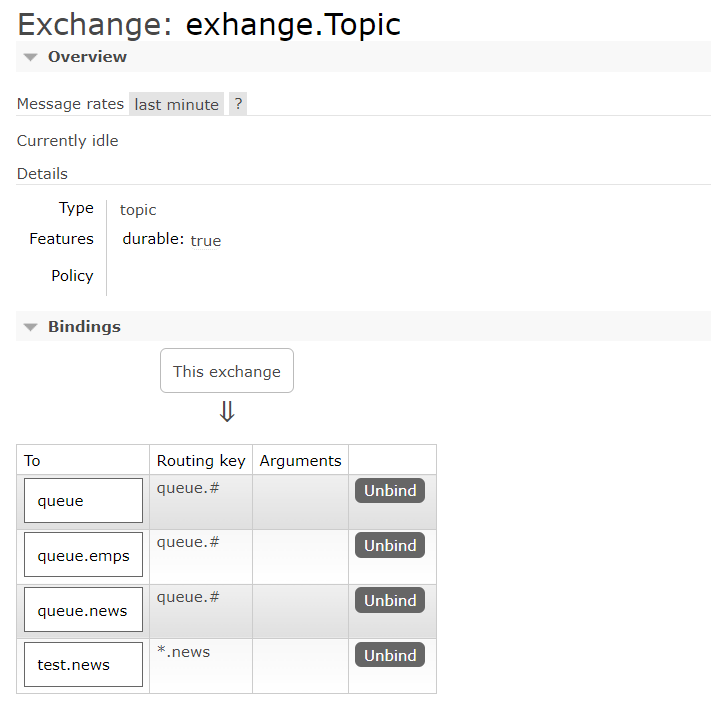 Exchange: exhange.Topic
Overview
Message rates last minute ?
Currently idle
Details
Type topic
Features durable: true
Policy
Bindings
This exchange
⇓
To Routing key Arguments
queue queue.# Unbind
queue.emps queue.# Unbind
queue.news queue.# Unbind
test.news *.news Unbind